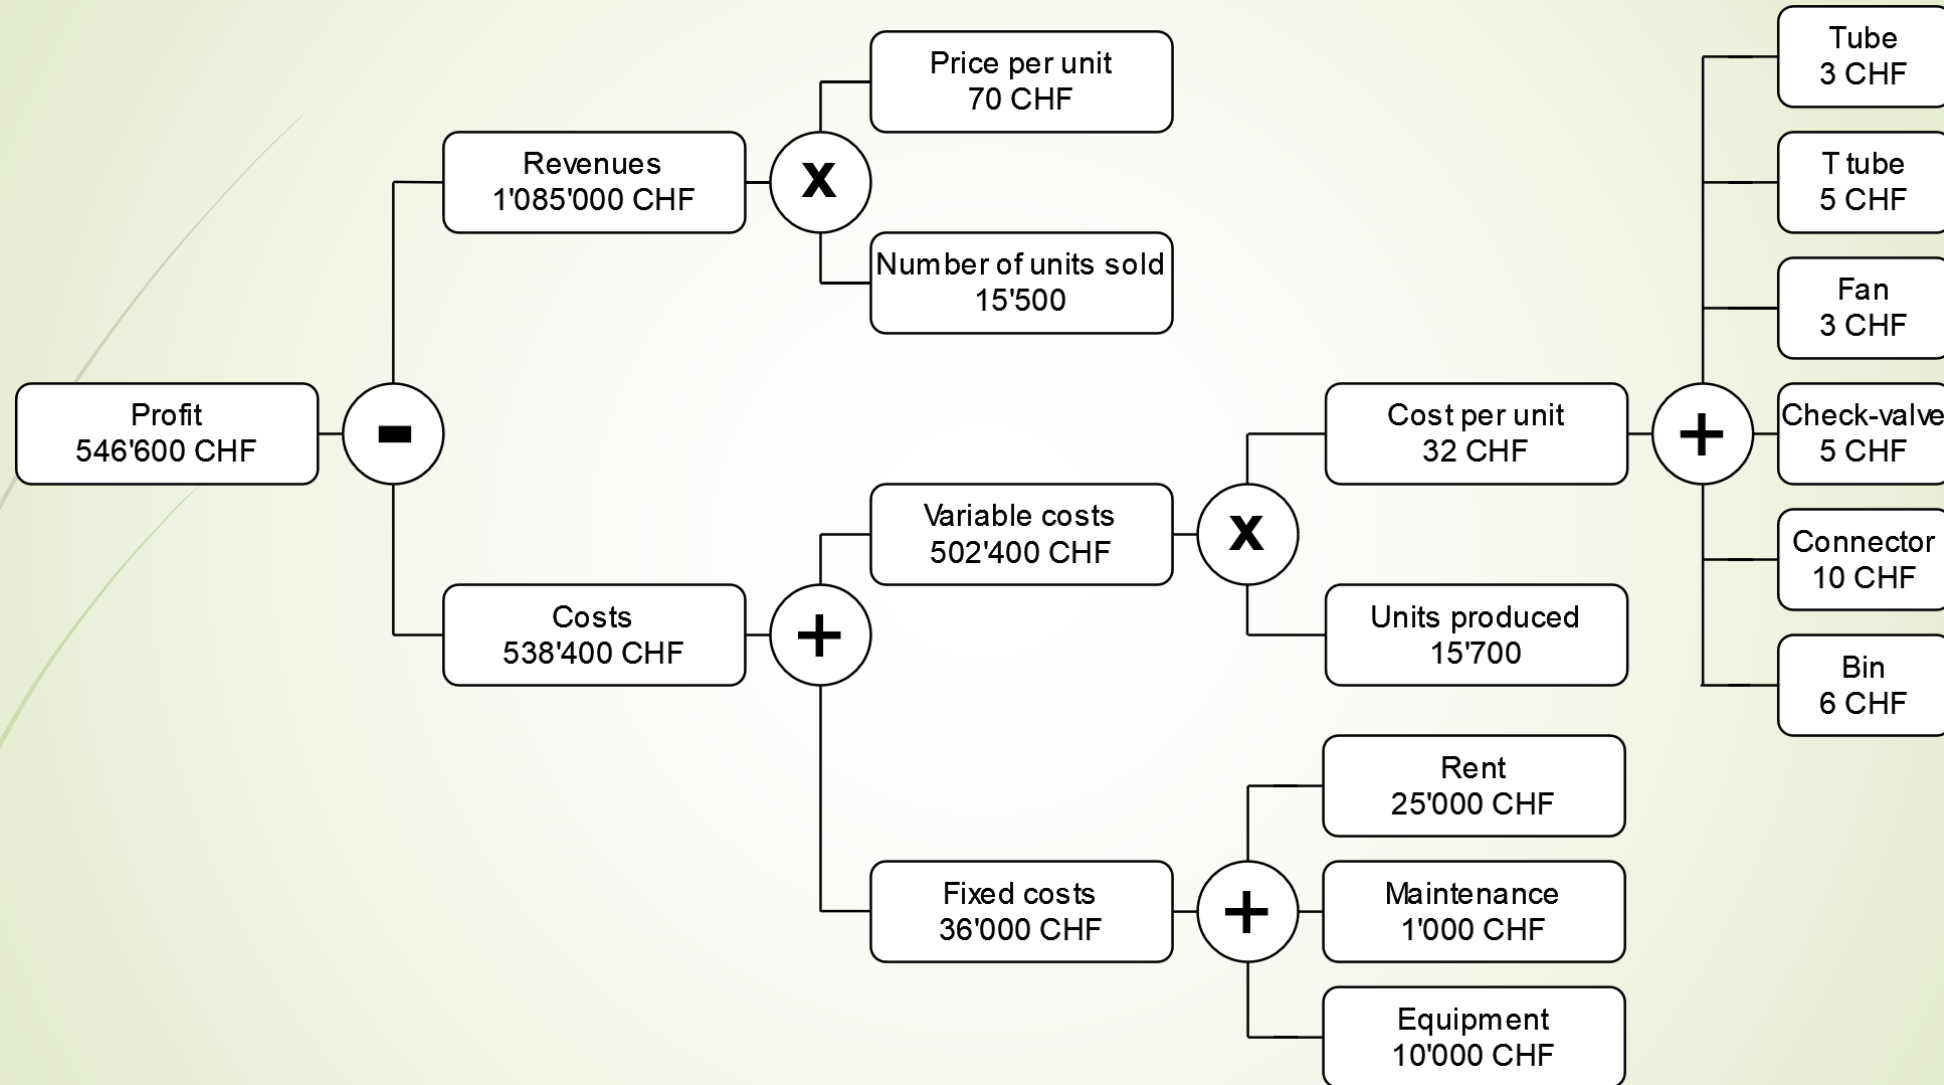 Tube
3 CHF
Price per unit
70 CHF
T tube
5 CHF
Revenues
1'085'000 CHF
x
Number of units sold
15'500
Fan
3 CHF
Profit
546'600 CHF
-
Cost per unit
32 CHF
+
Check-valve
5 CHF
Variable costs
502'400 CHF
x
Connector
10 CHF
Costs
538'400 CHF
+
Units produced
15'700
Bin
6 CHF
Rent
25'000 CHF
Fixed costs
36'000 CHF
+
Maintenance
1'000 CHF
Equipment
10'000 CHF